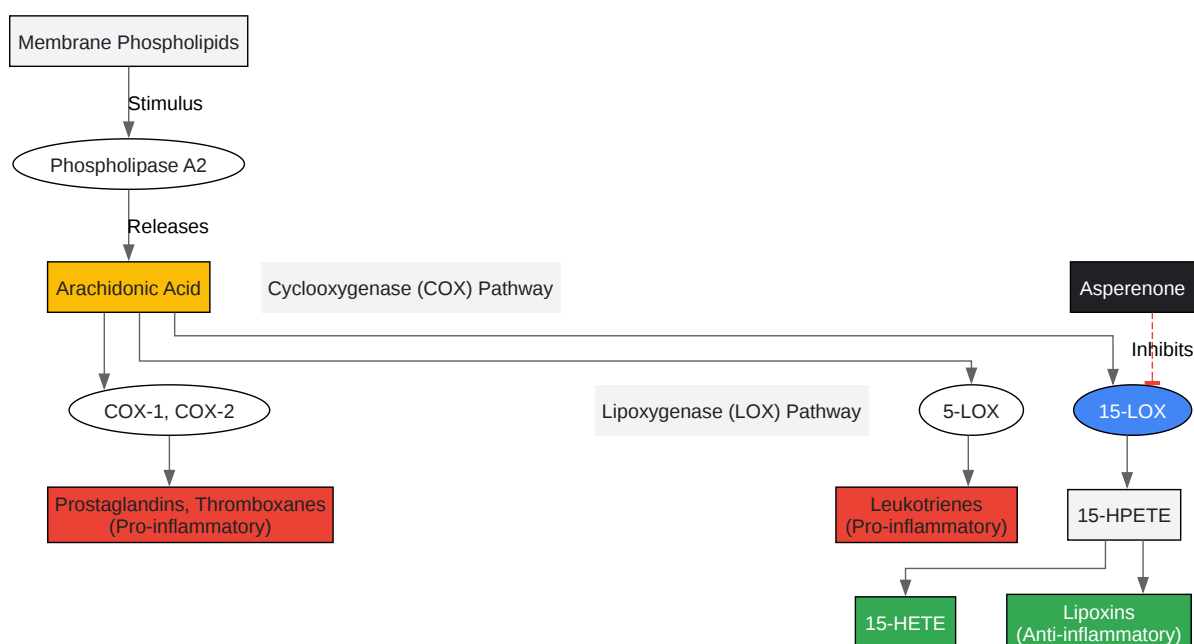 Membrane Phospholipids
Stimulus
Phospholipase A2
Releases
Arachidonic Acid
Cyclooxygenase (COX) Pathway
Asperenone
Inhibits
COX-1, COX-2
Lipoxygenase (LOX) Pathway
5-LOX
15-LOX
Prostaglandins, Thromboxanes
(Pro-inflammatory)
Leukotrienes
(Pro-inflammatory)
15-HPETE
15-HETE
Lipoxins
(Anti-inflammatory)